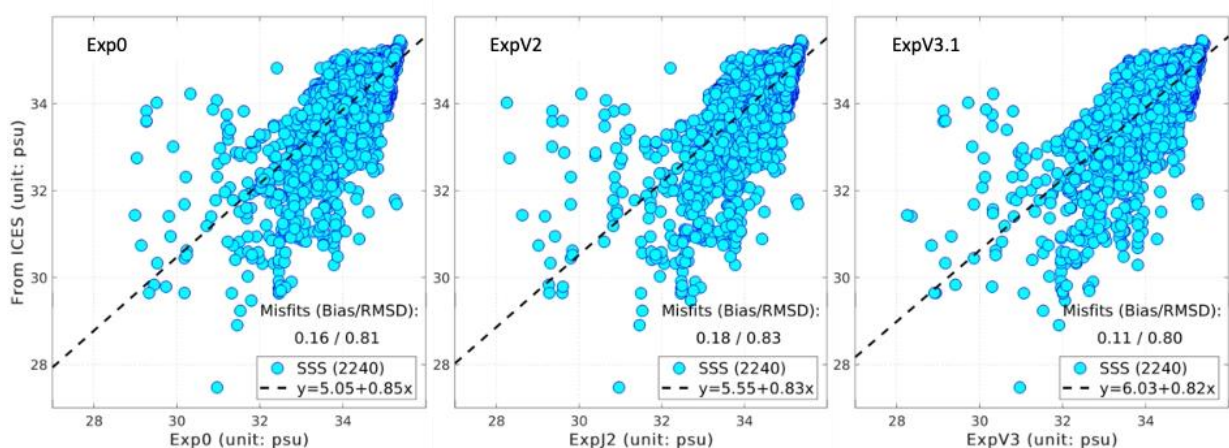 Exp0
34
32
30
28
From ICES (unit: psu)
Misfits (Bias/RMSD):
0.16 / 0.81
SSS (2240)
y=5.05+0.85x
28 30 32 34
Exp0 (unit: psu)
ExpV2
Misfits (Bias/RMSD):
0.18 / 0.83
SSS (2240)
y=5.55+0.83x
28 30 32 34
ExpJ2 (unit: psu)
ExpV3.1
34
32
30
28
Misfits (Bias/RMSD):
0.11 / 0.80
SSS (2240)
y=6.03+0.82x
28 30 32 34
ExpV3 (unit: psu)